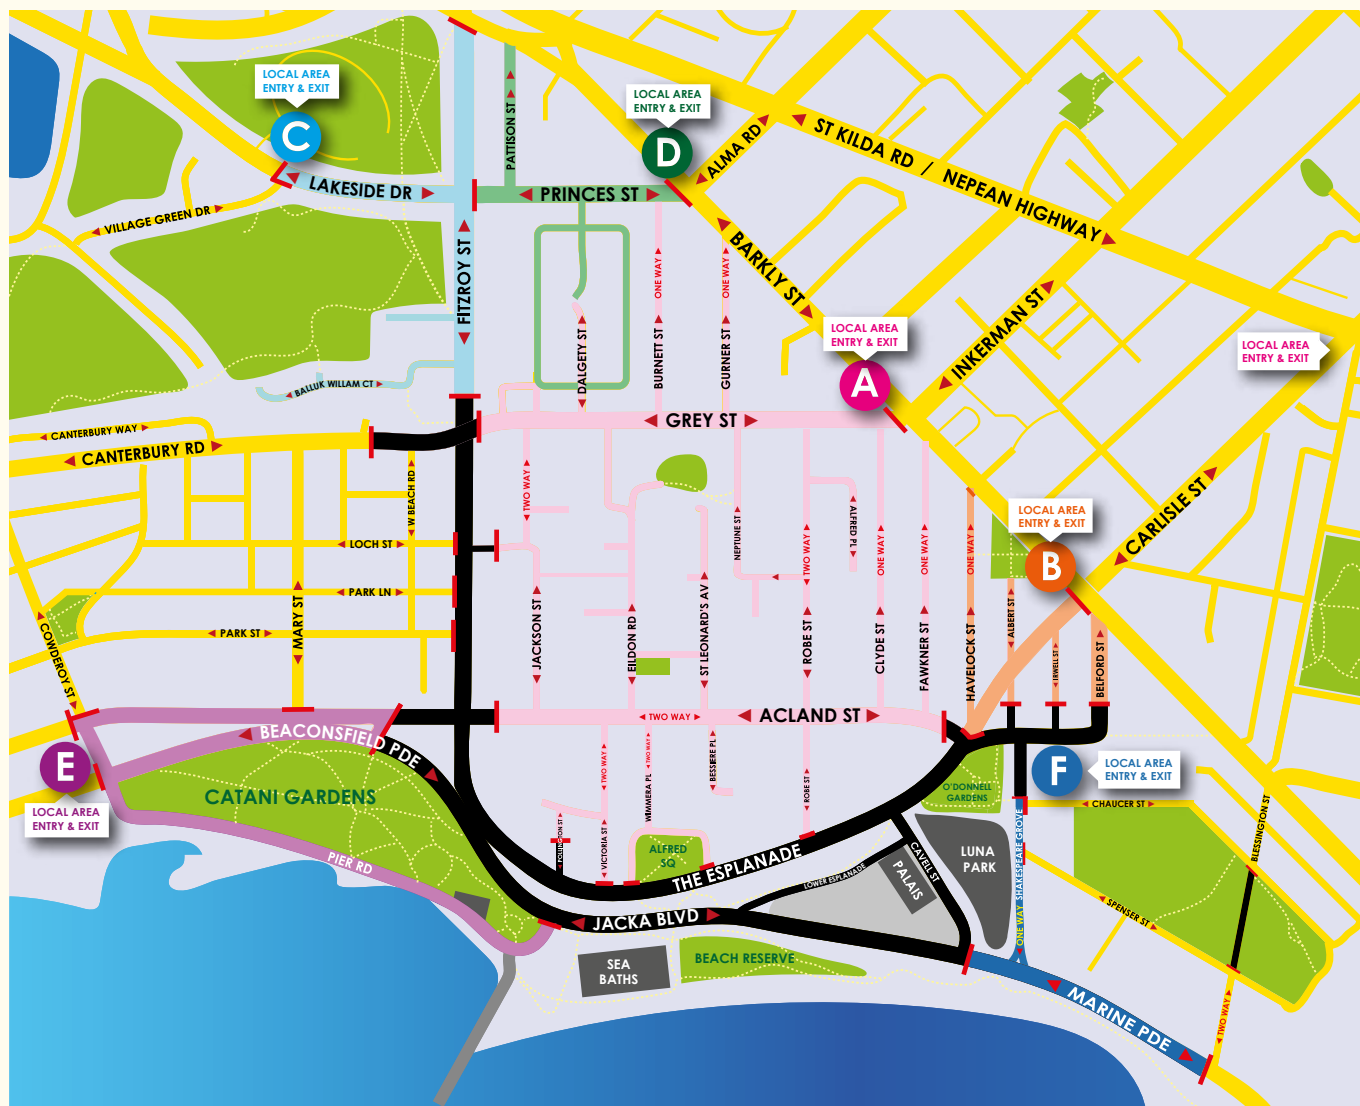 LOCAL AREA
ENTRY & EXIT
C
LAKESIDE DR
VILLAGE GREEN DR
PATTISON ST
PRINCES ST
LOCAL AREA
ENTRY & EXIT
D
ALMA RD
ST KILDA RD / NEPEAN HIGHWAY
BARKLY ST
FITZROY ST
ONE WAY
ONE WAY
DALGETY ST
BURNETT ST
GURNER ST
INKERMAN ST
LOCAL AREA
ENTRY & EXIT
A
LOCAL AREA
ENTRY & EXIT
BALLUK WILLAM CT
CANTERBURY WAY
CANTERBURY RD
GREY ST
W BEACH RD
TWO WAY
NEPTUNE ST
TWO WAY
ALFRED PL
ONE WAY
ONE WAY
ONE WAY
LOCAL AREA
ENTRY & EXIT
B
CARLISLE ST
LOCH ST
PARK LN
PARK ST
MARY ST
COWDEROY ST
JACKSON ST
EILDON RD
ST LEONARD'S AV
ROBE ST
CLYDE ST
FAWKNER ST
HAVELOCK ST
ALBERT ST
IRWELL ST
BELFORD ST
TWO WAY
ACLAND ST
BEACONSFIELD PDE
E
LOCAL AREA
ENTRY & EXIT
CATANI GARDENS
PIER RD
TWO WAY
TWO WAY
BESSIERE PL
WIMMERA PL
ROBE ST
POLLINGTON ST
VICTORIA ST
ALFRED
SQ
THE ESPLANADE
JACKA BLVD
LOWER ESPLANADE
CAVELL ST
PALAIS
LUNA
PARK
O'DONNELL
GARDENS
F
LOCAL AREA
ENTRY & EXIT
CHAUCER ST
SHAKESPEARE GROVE
ONE WAY
SPENSER ST
BLESSINGTON ST
TWO WAY
SEA
BATHS
BEACH RESERVE
MARINE PDE